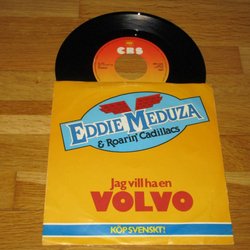 CBS
EDDIE MEDUZA
& Roarin' Cadillacs
Jag vill ha en
VOLVO
KÖP SVENSKT!